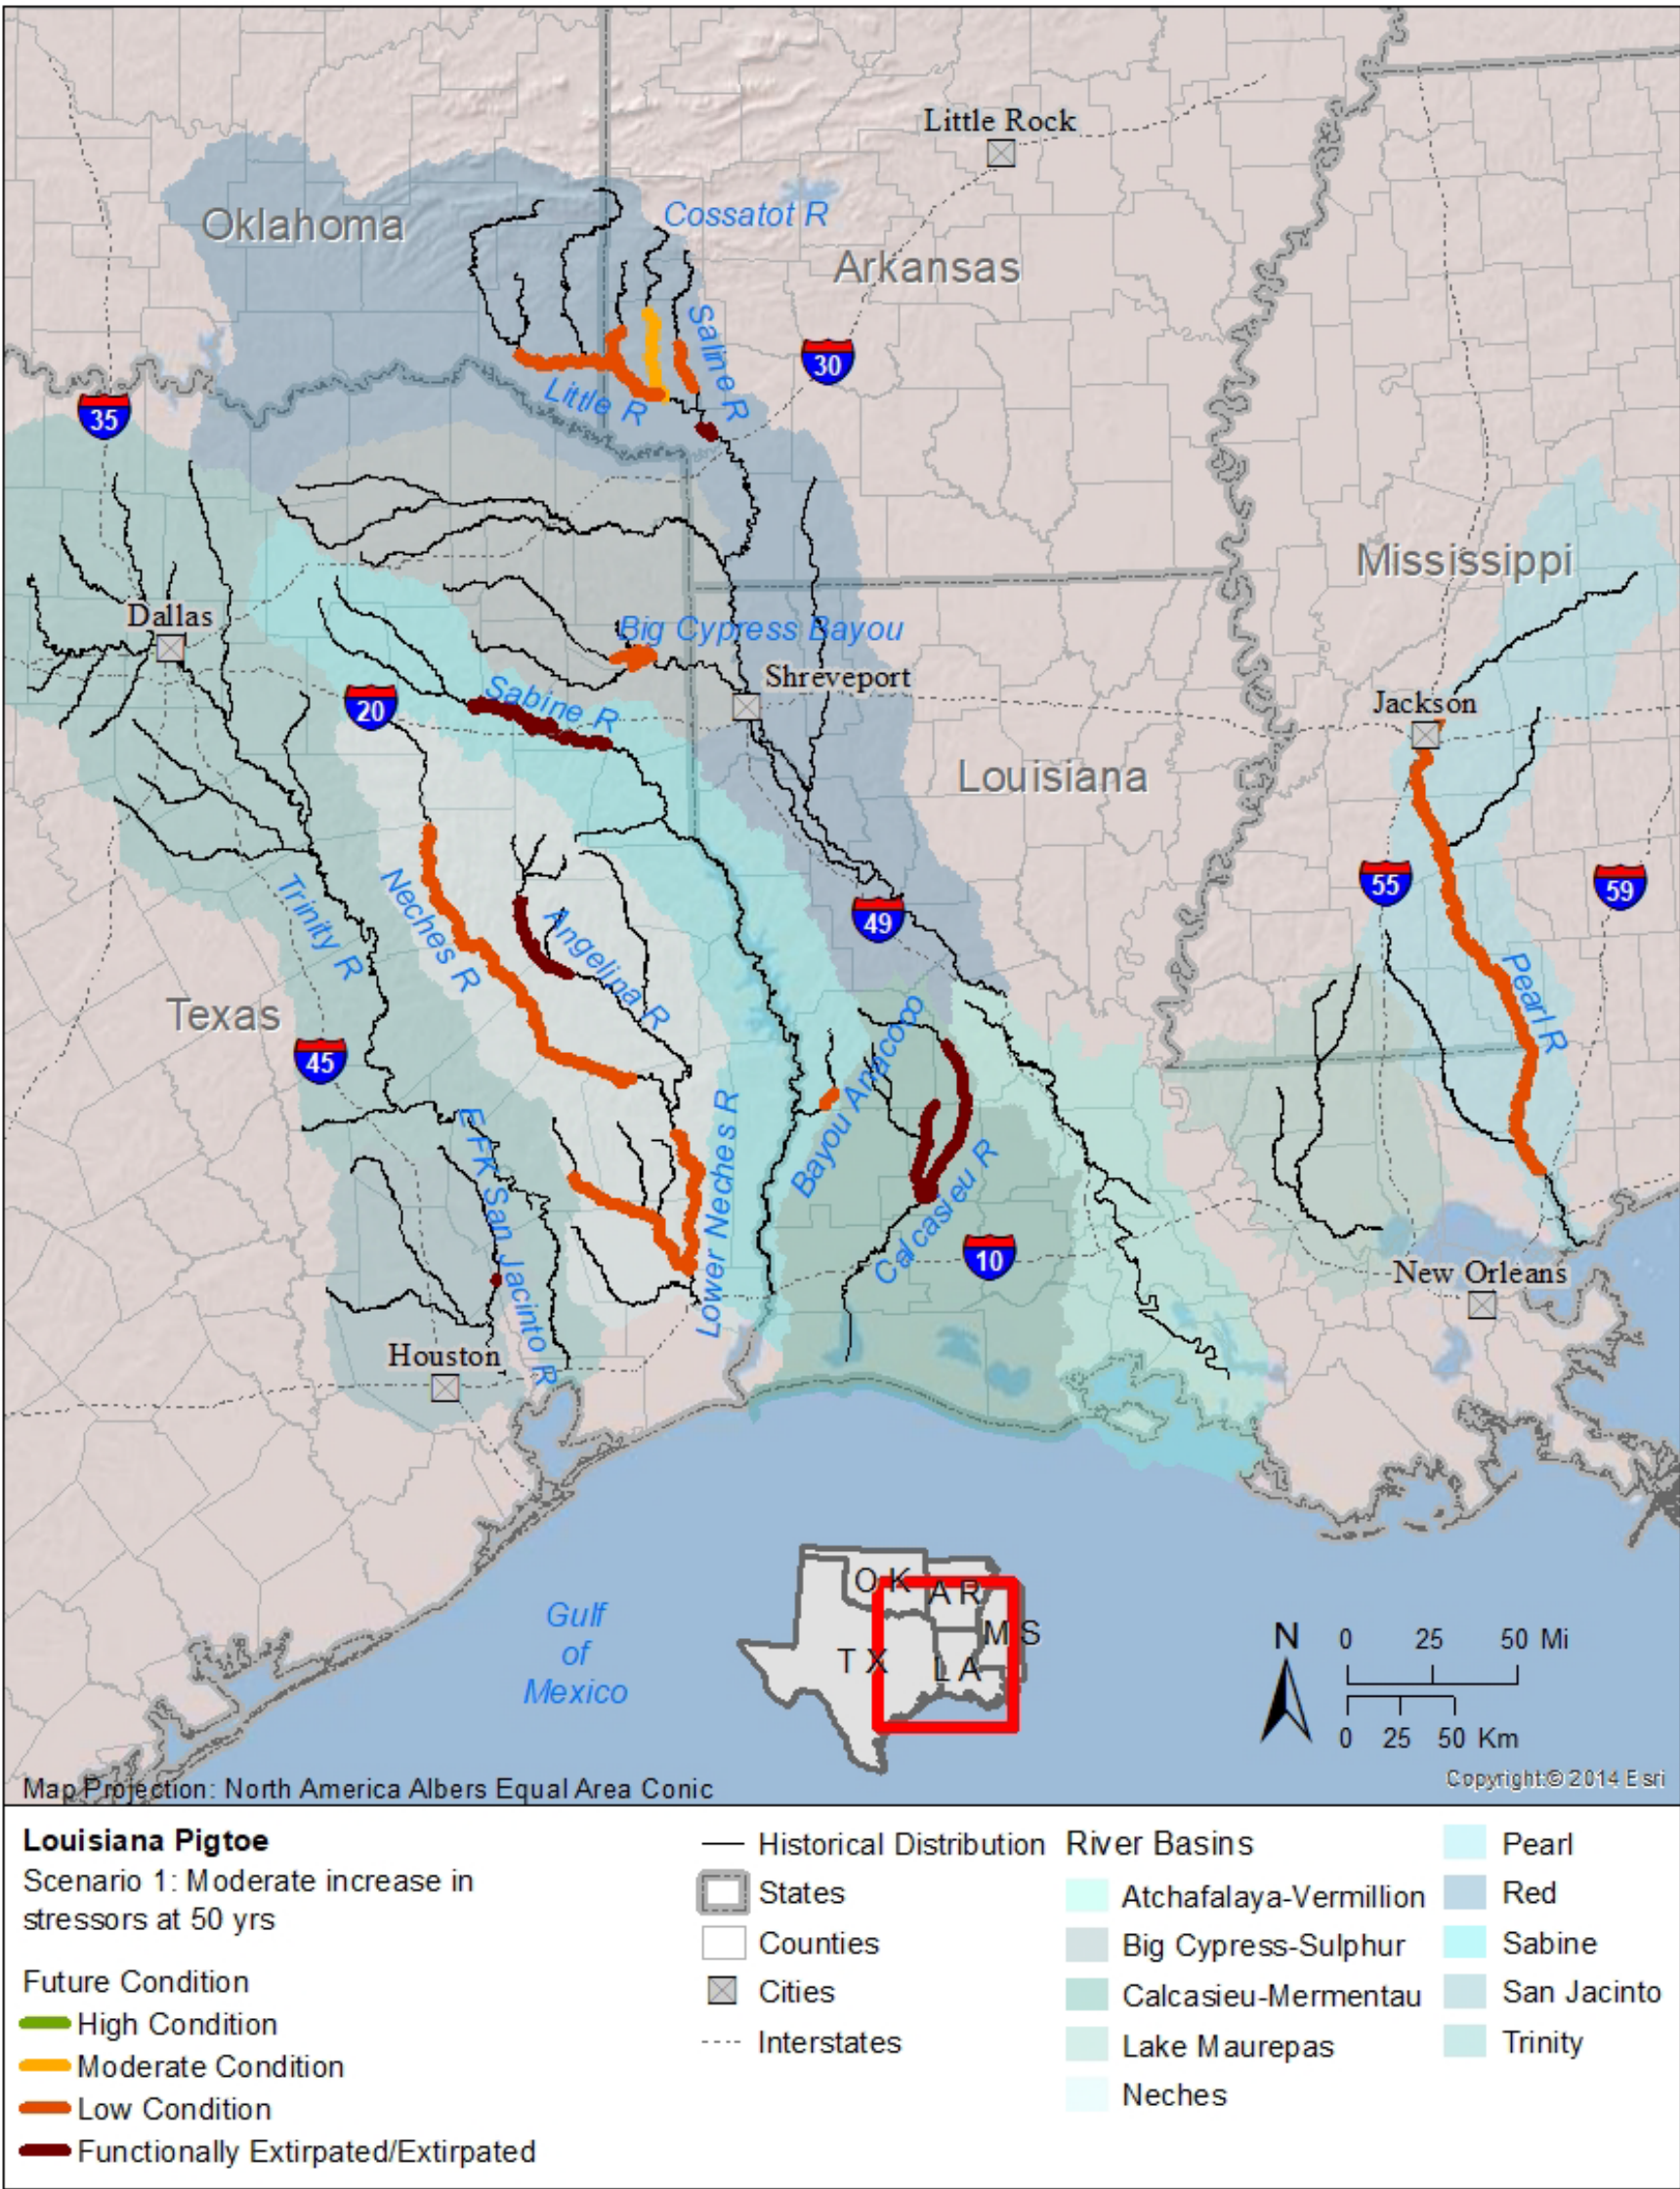 Little Rock
Cossatot R
Oklahoma
Arkansas
Saline R
30
Little R
35
Mississippi
Dallas
Big Cypress Bayou
Shreveport
Sabine R
20
Jackson
Louisiana
55
59
49
Trinity R
Neches R
Angelina R
Pearl R
Texas
45
Bayou Anacoco
E FK San Jacinto R
Lower Neches R
Calcasieu R
10
New Orleans
Houston
OK
AR
MS
TX
LA
Gulf
of
Mexico
N
0 25 50 Mi
0 25 50 Km
Copyright:© 2014 Esri
Map Projection: North America Albers Equal Area Conic
Louisiana Pigtoe
Scenario 1: Moderate increase in
stressors at 50 yrs
Future Condition
High Condition
Moderate Condition
Low Condition
Functionally Extirpated/Extirpated
Historical Distribution
States
Counties
Cities
Interstates
River Basins
Atchafalaya-Vermillion
Big Cypress-Sulphur
Calcasieu-Mermentau
Lake Maurepas
Neches
Pearl
Red
Sabine
San Jacinto
Trinity